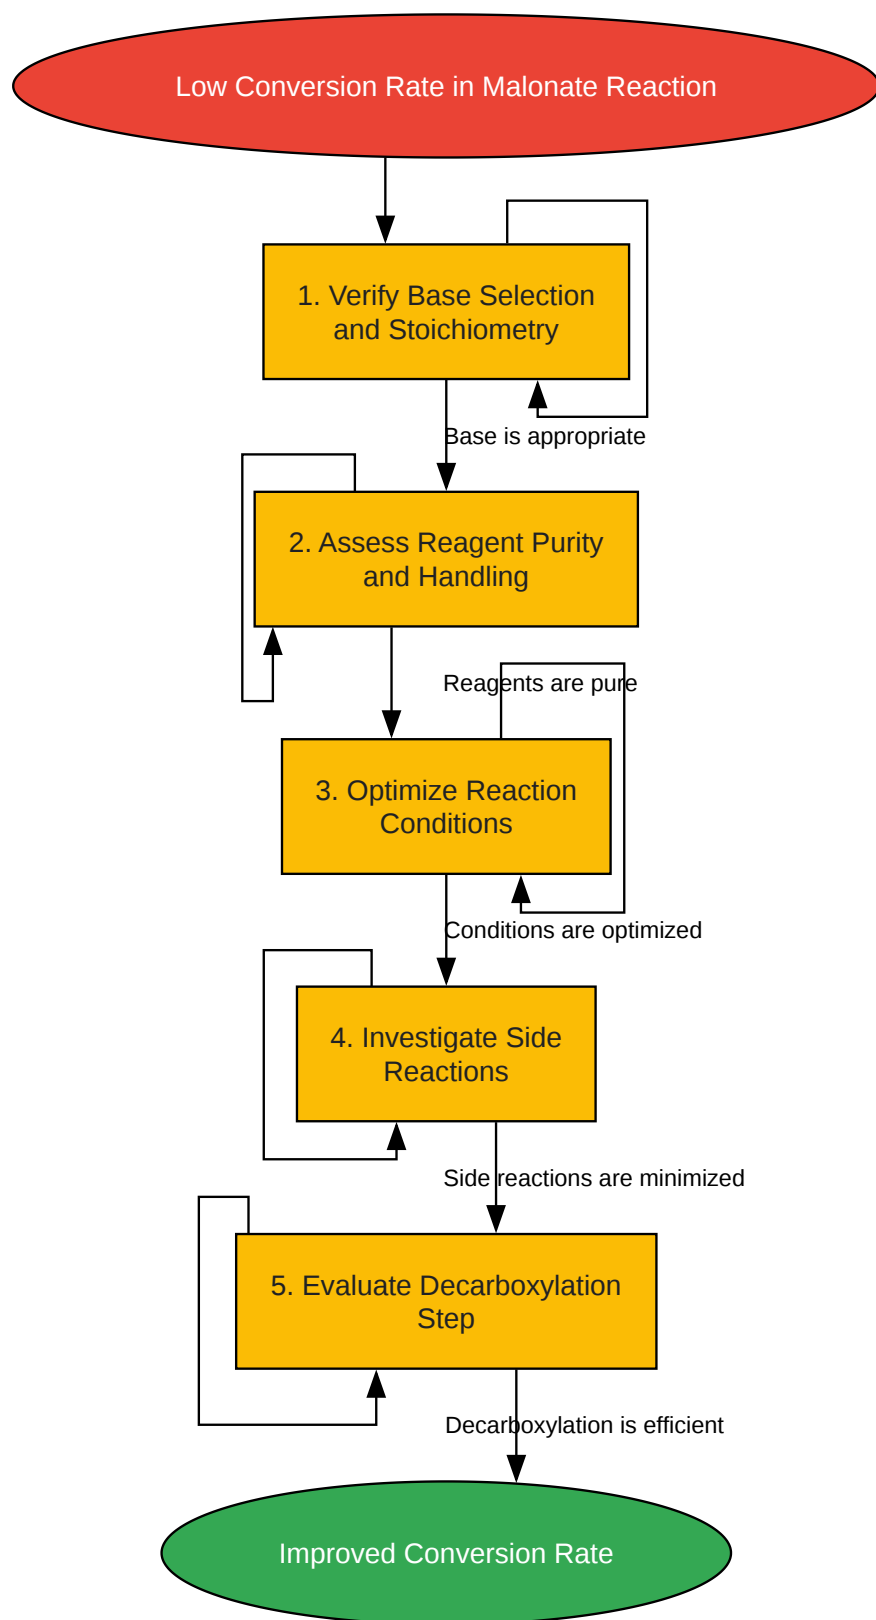 Low Conversion Rate in Malonate Reaction
1. Verify Base Selection
and Stoichiometry
Base is appropriate
2. Assess Reagent Purity
and Handling
Reagents are pure
3. Optimize Reaction
Conditions
Conditions are optimized
4. Investigate Side
Reactions
Side reactions are minimized
5. Evaluate Decarboxylation
Step
Decarboxylation is efficient
Improved Conversion Rate